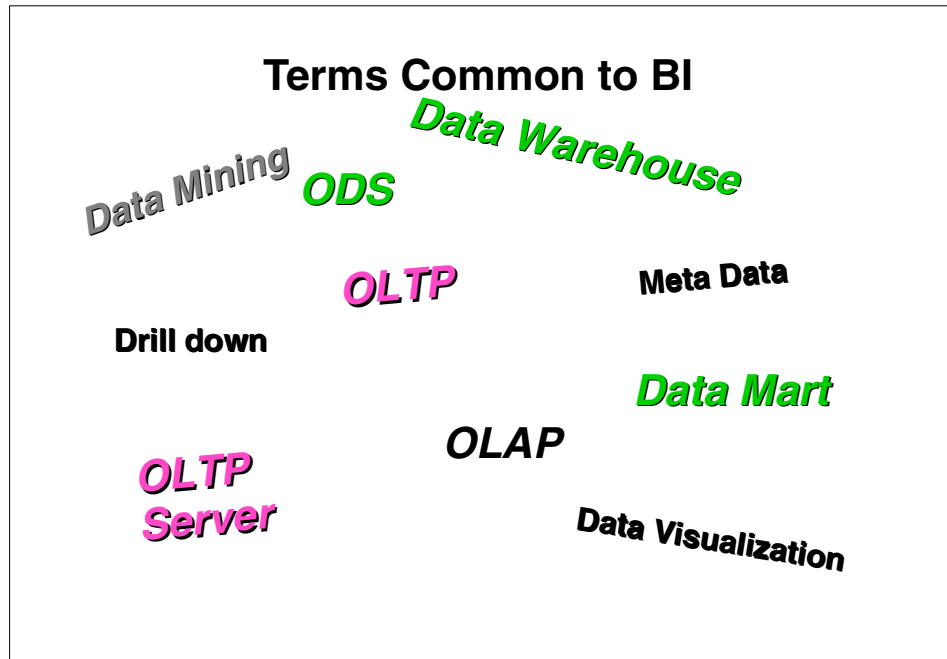 Terms Common to BI
Data Warehouse
Data Mining
ODS
OLTP
Meta Data
Drill down
Data Mart
OLAP
OLTP
Server
Data Visualization